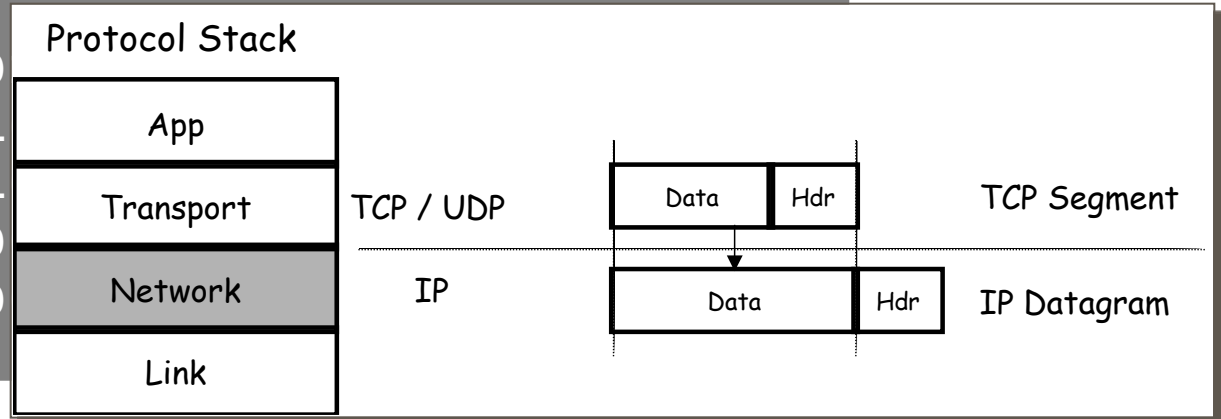 Protocol Stack
App
Transport TCP / UDP Data Hdr TCP Segment
Network IP Data Hdr IP Datagram
Link